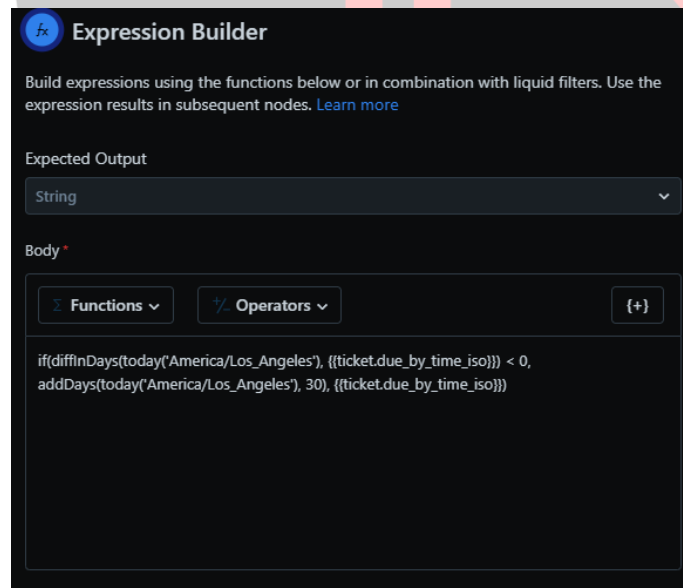 fx Expression Builder
Build expressions using the functions below or in combination with liquid filters. Use the
expression results in subsequent nodes. Learn more
Expected Output
String
Body *
Σ Functions +/- Operators {+}
if(diffInDays(today('America/Los_Angeles'), {{ticket.due_by_time_iso}}) < 0,
addDays(today('America/Los_Angeles'), 30), {{ticket.due_by_time_iso}})